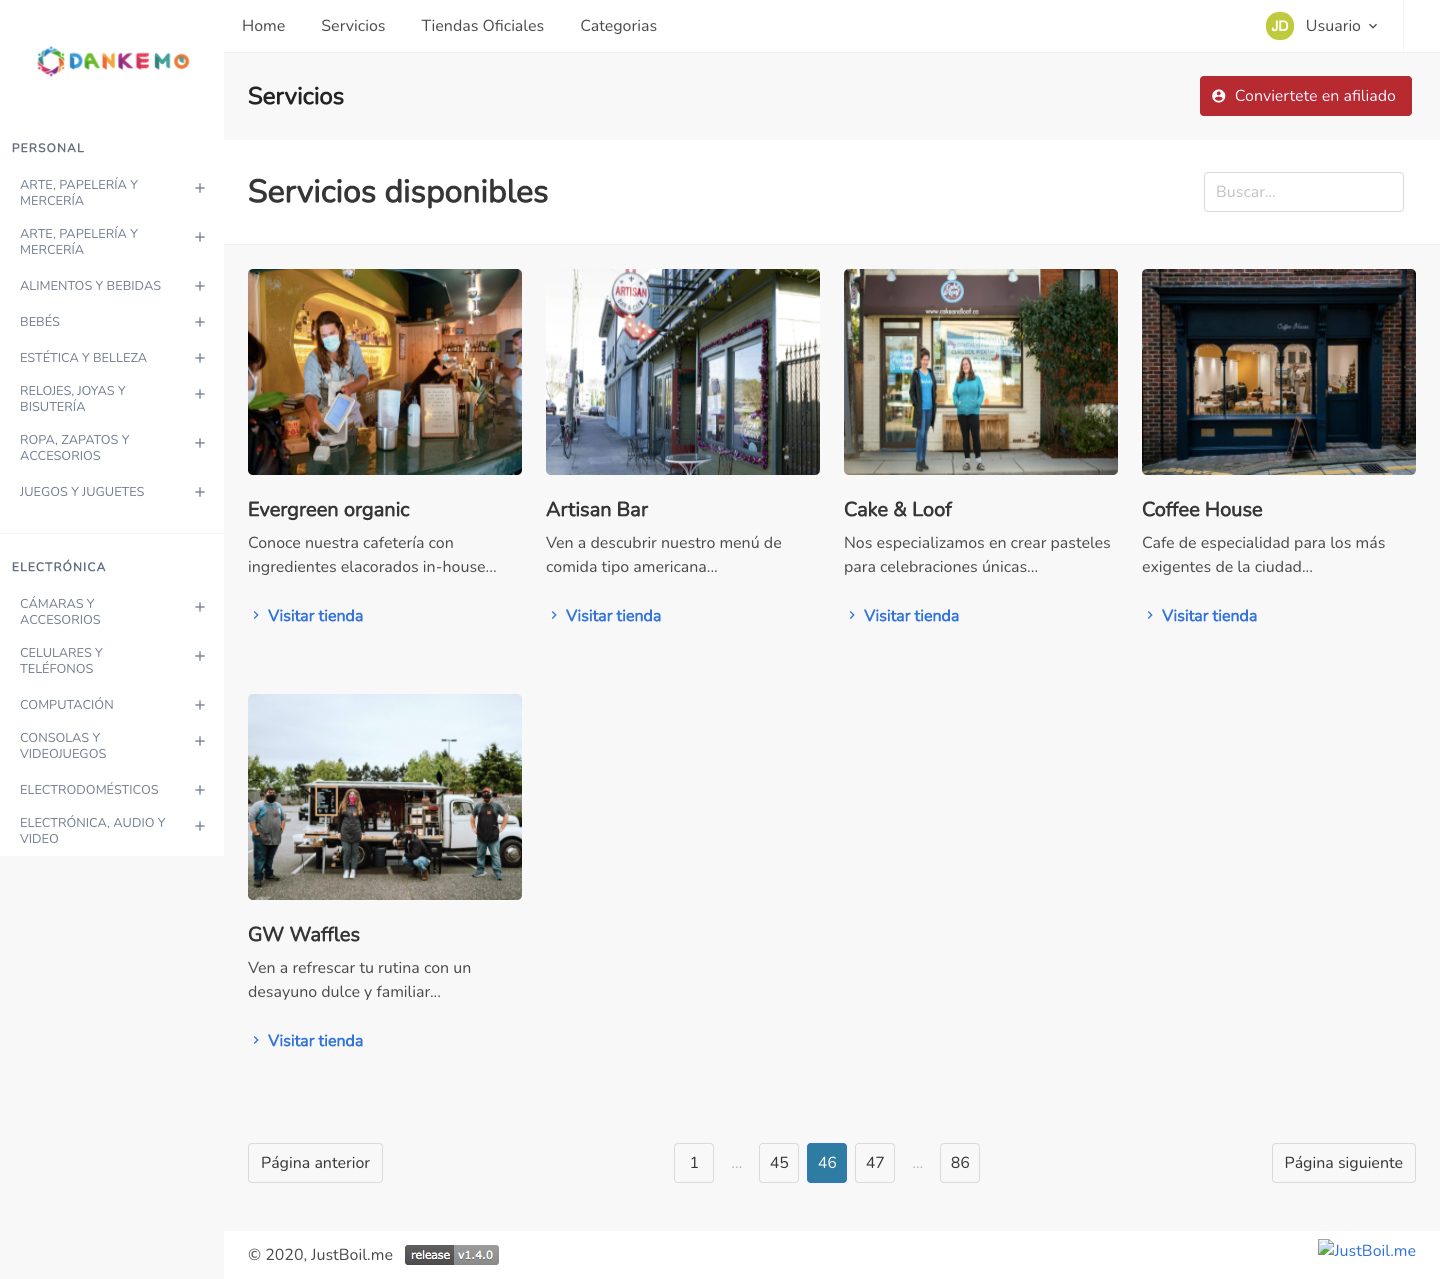 DANKEMO
Home Servicios Tiendas Oficiales Categorias
JD Usuario
Servicios
Conviertete en afiliado
PERSONAL
ARTE, PAPELERÍA Y
MERCERÍA
ARTE, PAPELERÍA Y
MERCERÍA
ALIMENTOS Y BEBIDAS
BEBÉS
ESTÉTICA Y BELLEZA
RELOJES, JOYAS Y
BISUTERÍA
ROPA, ZAPATOS Y
ACCESORIOS
JUEGOS Y JUGUETES
ELECTRÓNICA
CÁMARAS Y
ACCESORIOS
CELULARES Y
TELÉFONOS
COMPUTACIÓN
CONSOLAS Y
VIDEOJUEGOS
ELECTRODOMÉSTICOS
ELECTRÓNICA, AUDIO Y
VIDEO
Servicios disponibles
Buscar...
Evergreen organic
Conoce nuestra cafetería con
ingredientes elacorados in-house...
Visitar tienda
ARTISAN
Artisan Bar
Ven a descubrir nuestro menú de
comida tipo americana...
Visitar tienda
www.cakeandloaf.ca
Cake & Loof
Nos especializamos en crear pasteles
para celebraciones únicas...
Visitar tienda
Coffee House
Coffee House
Cafe de especialidad para los más
exigentes de la ciudad...
Visitar tienda
GW Waffles
Ven a refrescar tu rutina con un
desayuno dulce y familiar...
Visitar tienda
Página anterior
1 ... 45 46 47 ... 86
Página siguiente
© 2020, JustBoil.me
release v1.4.0
JustBoil.me